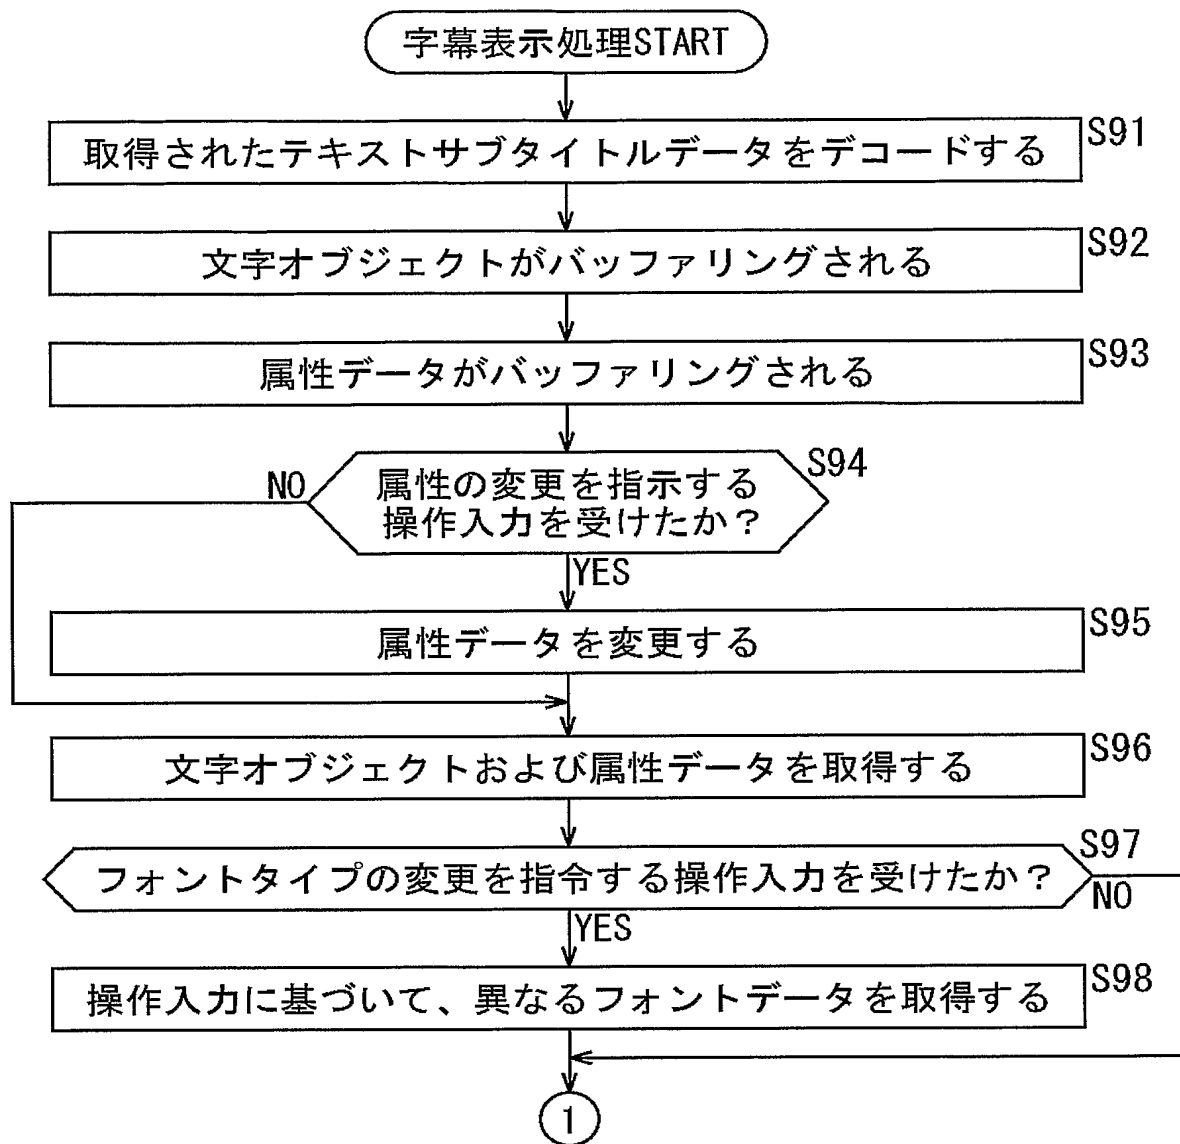 字幕表示処理START
取得されたテキストサブタイトルデータをデコードする
S91
文字オブジェクトがバッファリングされる
S92
属性データがバッファリングされる
S93
属性の変更を指示する
操作入力を受けたか？
S94
NO
YES
属性データを変更する
S95
文字オブジェクトおよび属性データを取得する
S96
フォントタイプの変更を指令する操作入力を受けたか？
S97
NO
YES
操作入力に基づいて、異なるフォントデータを取得する
S98
1